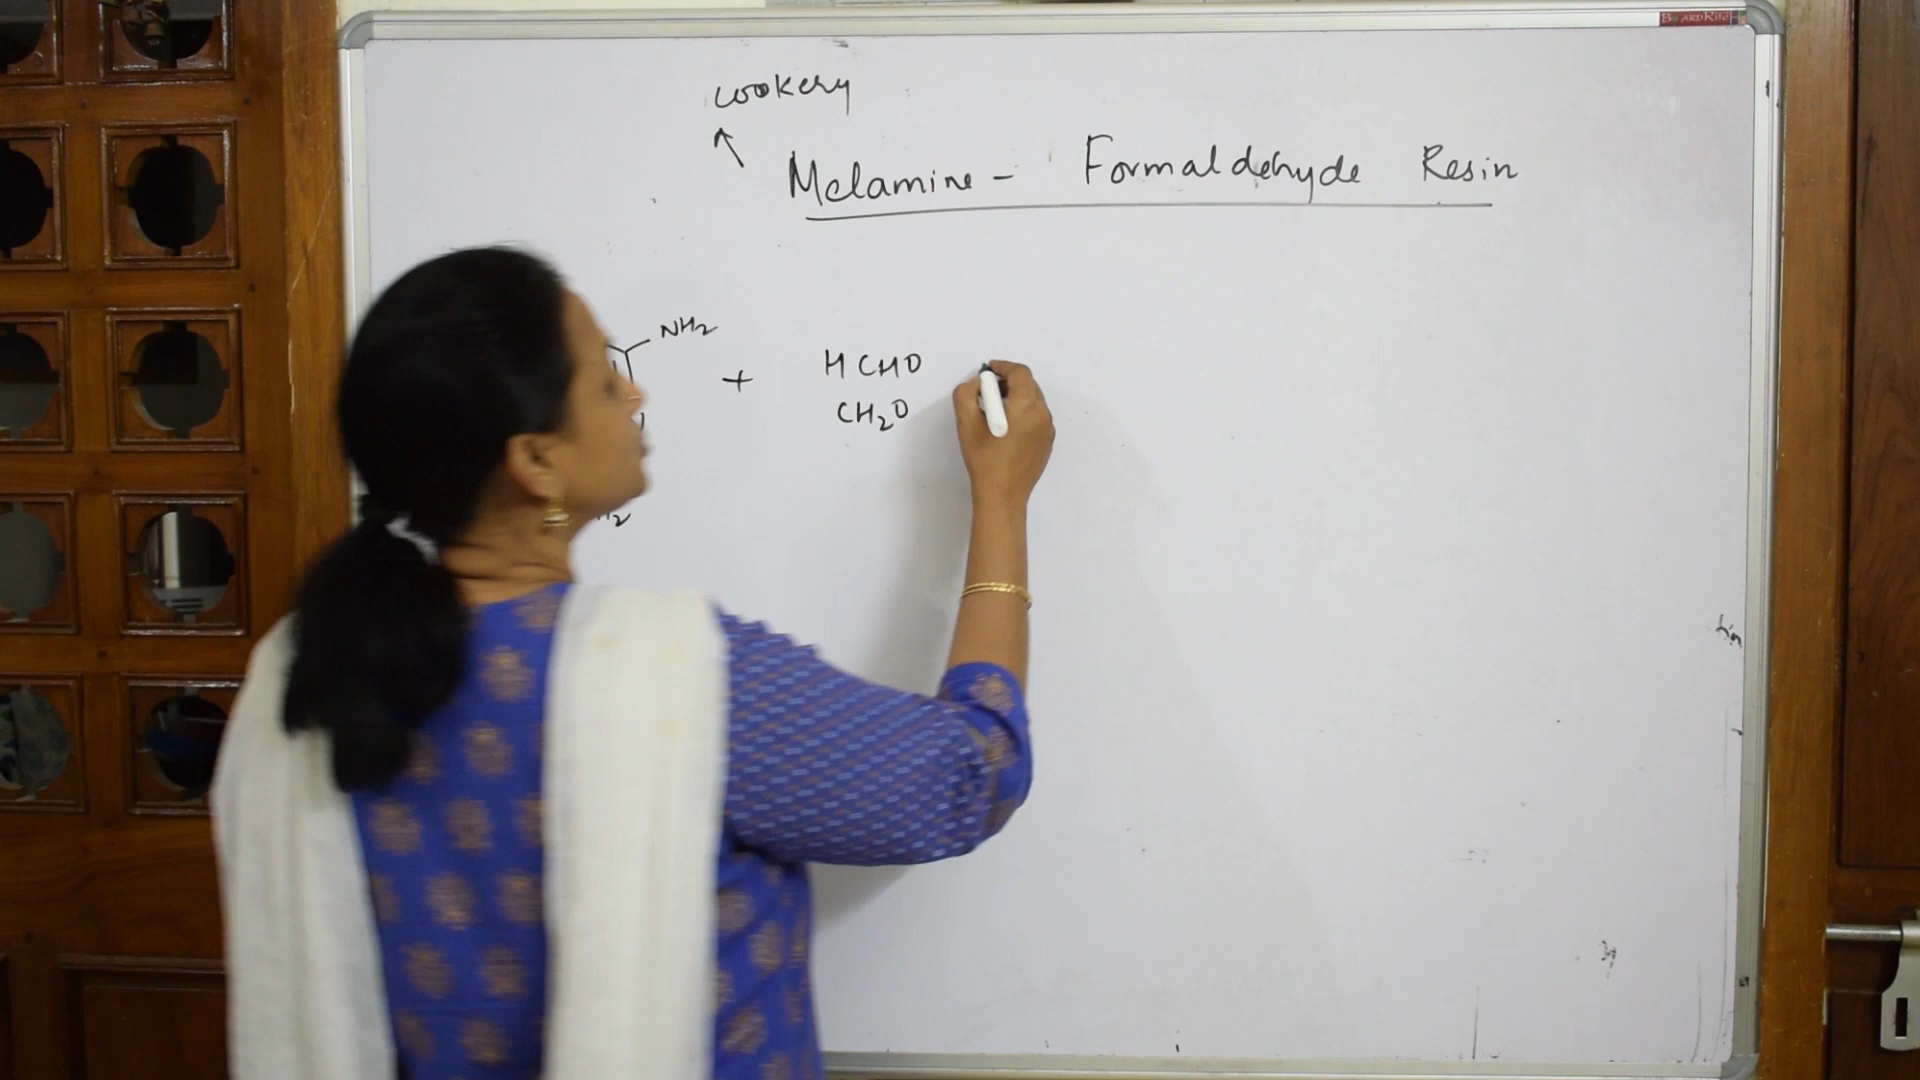 cookery
Melamine - Formaldehyde Resin
NH2
+ HCHO
CH2O